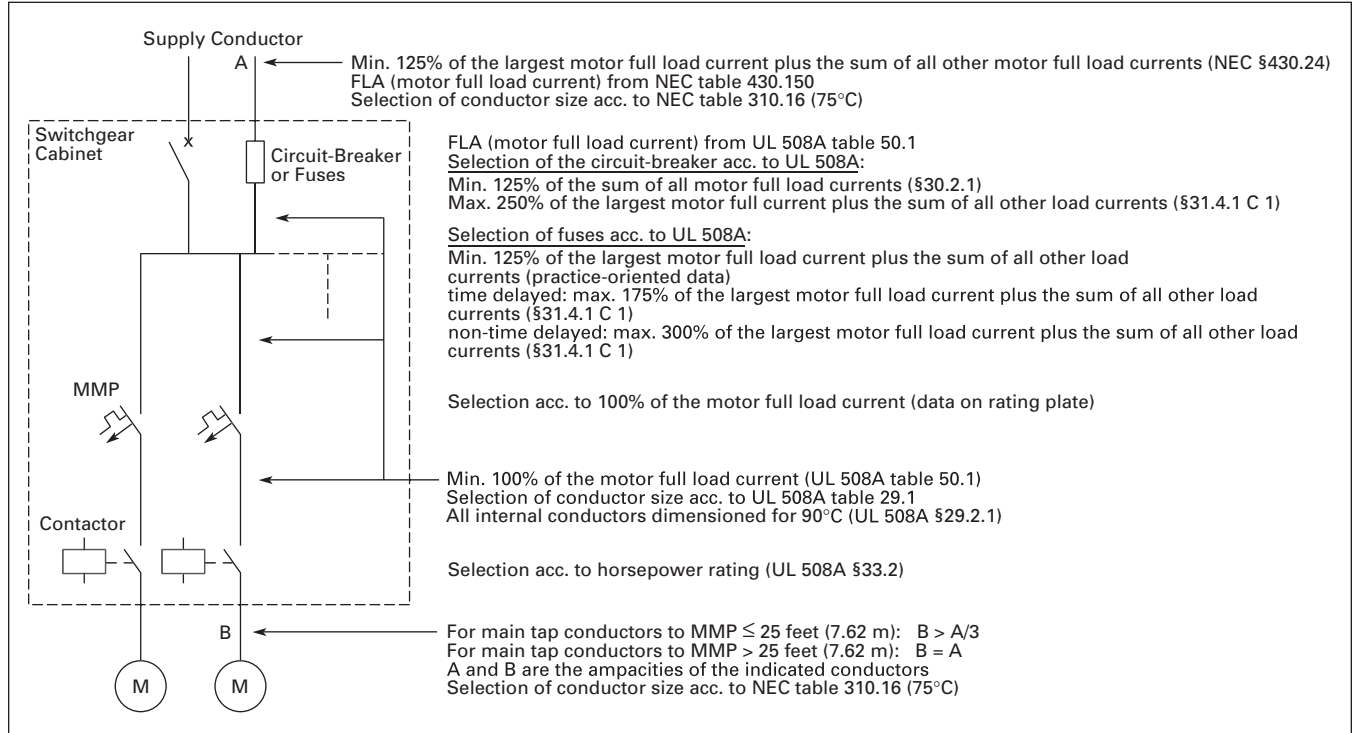 Supply Conductor
A
Min. 125% of the largest motor full load current plus the sum of all other motor full load currents (NEC §430.24)
FLA (motor full load current) from NEC table 430.150
Selection of conductor size acc. to NEC table 310.16 (75°C)
Switchgear
Cabinet
Circuit-Breaker
or Fuses
FLA (motor full load current) from UL 508A table 50.1
Selection of the circuit-breaker acc. to UL 508A:
Min. 125% of the sum of all motor full load currents (§30.2.1)
Max. 250% of the largest motor full current plus the sum of all other load currents (§31.4.1 C 1)
Selection of fuses acc. to UL 508A:
Min. 125% of the largest motor full load current plus the sum of all other load
currents (practice-oriented data)
time delayed: max. 175% of the largest motor full load current plus the sum of all other load
currents (§31.4.1 C 1)
non-time delayed: max. 300% of the largest motor full load current plus the sum of all other load
currents (§31.4.1 C 1)
MMP
Selection acc. to 100% of the motor full load current (data on rating plate)
Min. 100% of the motor full load current (UL 508A table 50.1)
Selection of conductor size acc. to UL 508A table 29.1
All internal conductors dimensioned for 90°C (UL 508A §29.2.1)
Contactor
Selection acc. to horsepower rating (UL 508A §33.2)
B
For main tap conductors to MMP ≤ 25 feet (7.62 m): B > A/3
For main tap conductors to MMP > 25 feet (7.62 m): B = A
A and B are the ampacities of the indicated conductors
Selection of conductor size acc. to NEC table 310.16 (75°C)
M
M